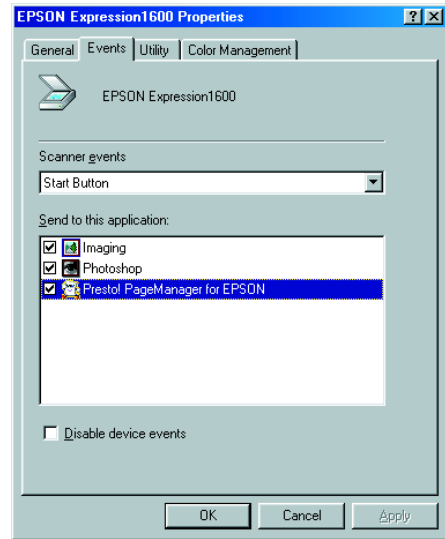 EPSON Expression1600 Properties
General Events Utility Color Management
EPSON Expression1600
Scanner events
Start Button
Send to this application:
Imaging
Photoshop
Presto! PageManager for EPSON
Disable device events
OK Cancel Apply